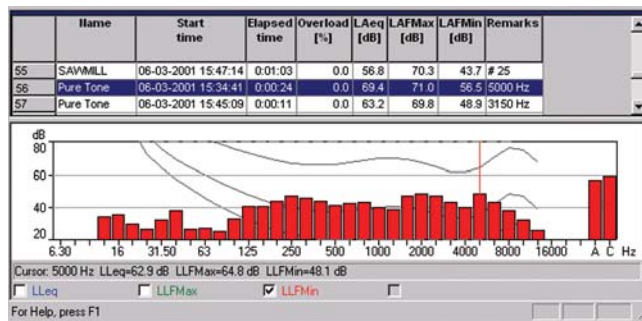 Name Start time Elapsed time Overload [%] LAeq [dB] LAFMax [dB] LAFMin [dB] Remarks
55 SAWMILL 06-03-2001 15:47:14 0:01:03 0.0 56.8 70.3 43.7 # 25
56 Pure Tone 06-03-2001 15:34:41 0:00:24 0.0 69.4 71.0 56.5 5000 Hz
57 Pure Tone 06-03-2001 15:45:09 0:00:11 0.0 63.2 69.8 48.9 3150 Hz
dB
80
60
40
20
6.30 16 31.50 63 125 250 500 1000 2000 4000 8000 16000 Hz A C
Cursor: 5000 Hz LLeq=62.9 dB LLFMax=64.8 dB LLFMin=48.1 dB
LLeq LLFMax LLFMin
For Help, press F1